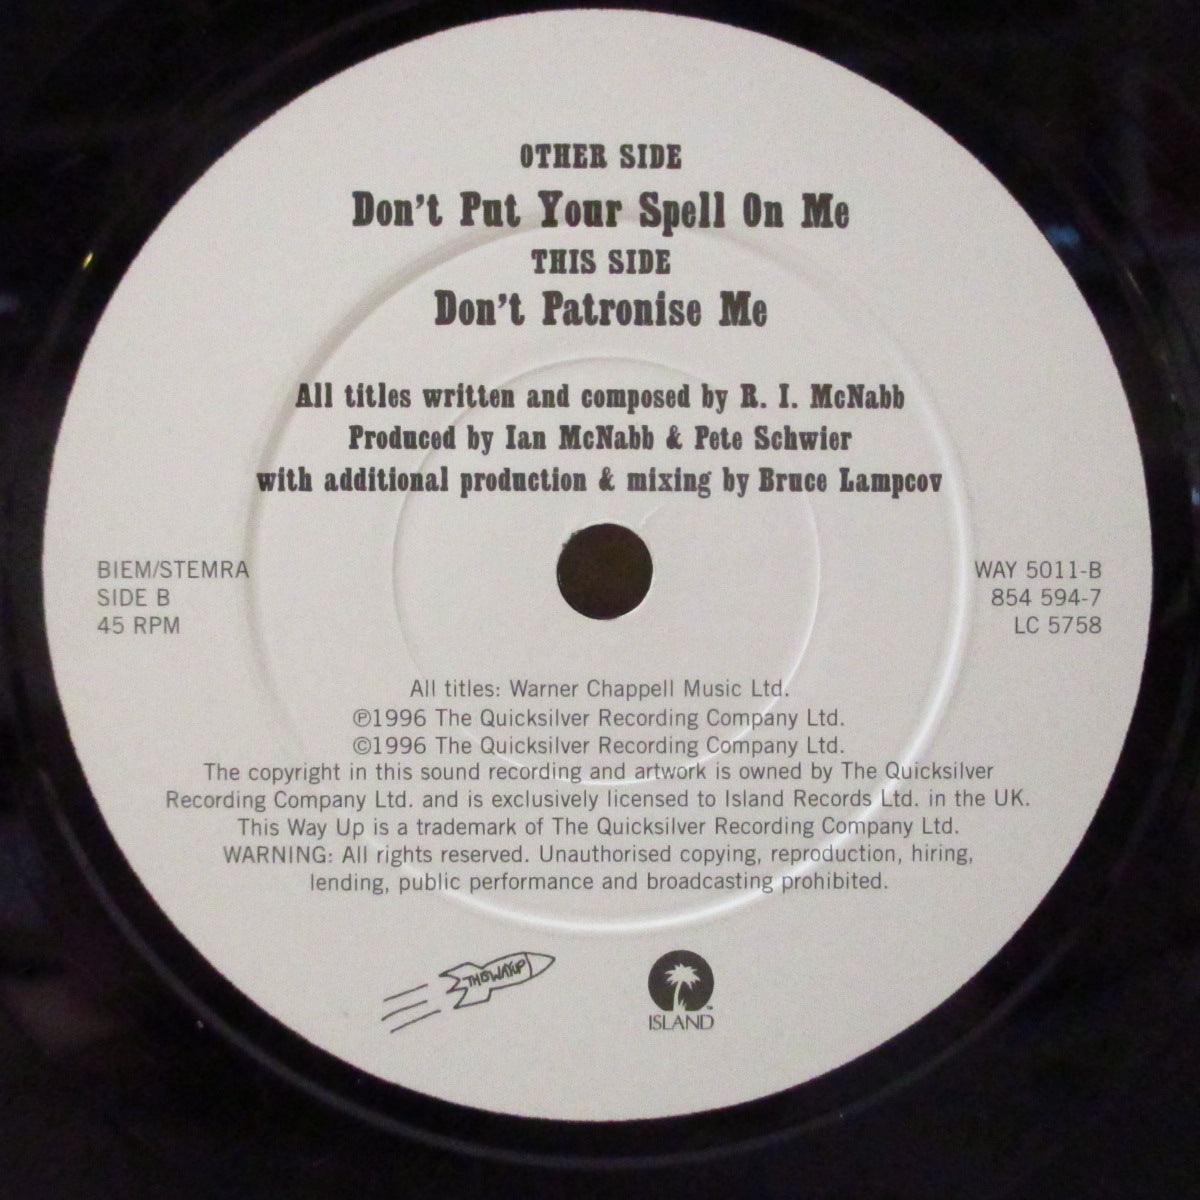 OTHER SIDE
Don't Put Your Spell On Me
THIS SIDE
Don't Patronise Me
All titles written and composed by R. I. McNabb
Produced by Ian McNabb & Pete Schwier
with additional production & mixing by Bruce Lampcov
BIEM/STEMRA
SIDE B
45 RPM
WAY 5011-B
854 594-7
LC 5758
All titles: Warner Chappell Music Ltd.
℗1996 The Quicksilver Recording Company Ltd.
©1996 The Quicksilver Recording Company Ltd.
The copyright in this sound recording and artwork is owned by The Quicksilver
Recording Company Ltd. and is exclusively licensed to Island Records Ltd. in the UK.
This Way Up is a trademark of The Quicksilver Recording Company Ltd.
WARNING: All rights reserved. Unauthorised copying, reproduction, hiring,
lending, public performance and broadcasting prohibited.
THIS WAY UP
ISLAND